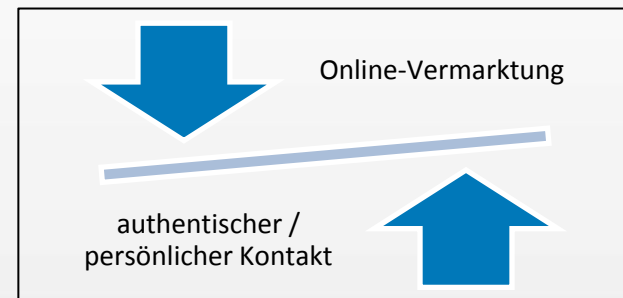 Online-Vermarktung
authentischer /
persönlicher Kontakt